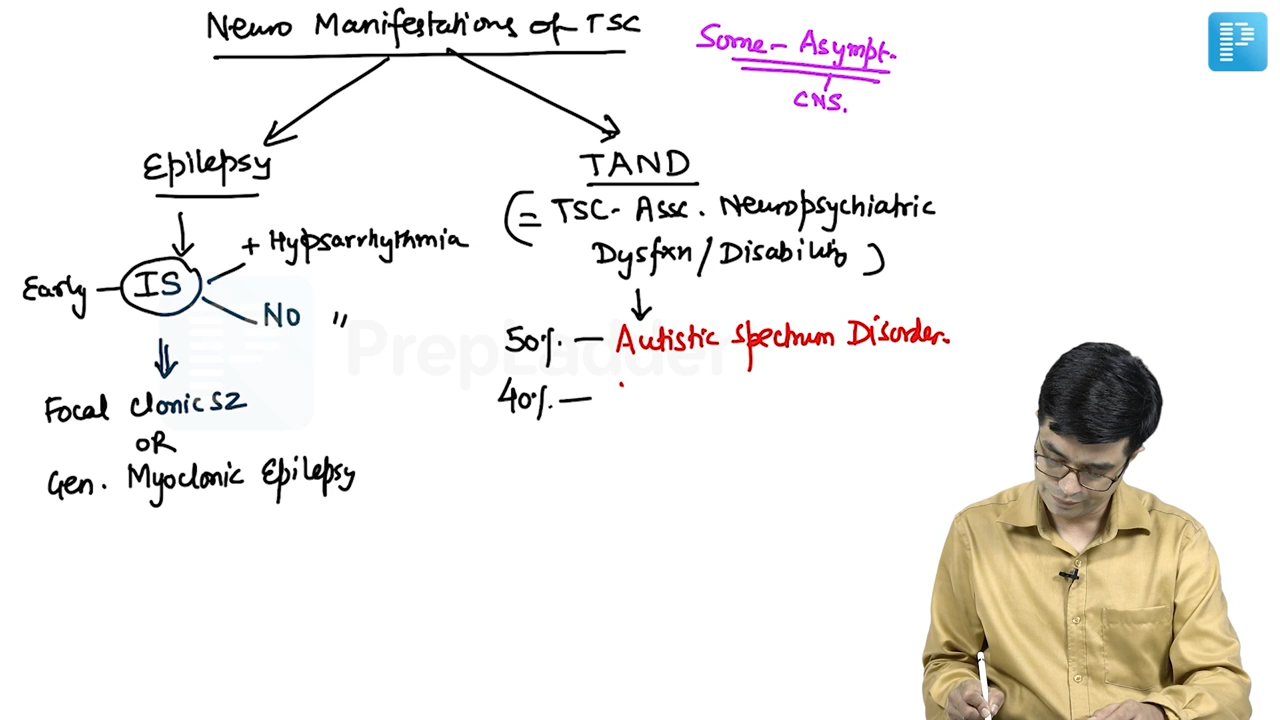 Neuro Manifestations of TSC
Some - Asympt.
CNS.
Epilepsy
TAND
(= TSC- Assc. Neuropsychiatric
Dysfxn / Disability)
+ Hypsarrhythmia
Early - IS
No "
50% - Autistic Spectrum Disorder.
40% -
Focal Clonic SZ
OR
Gen. Myoclonic Epilepsy
PrepLadder